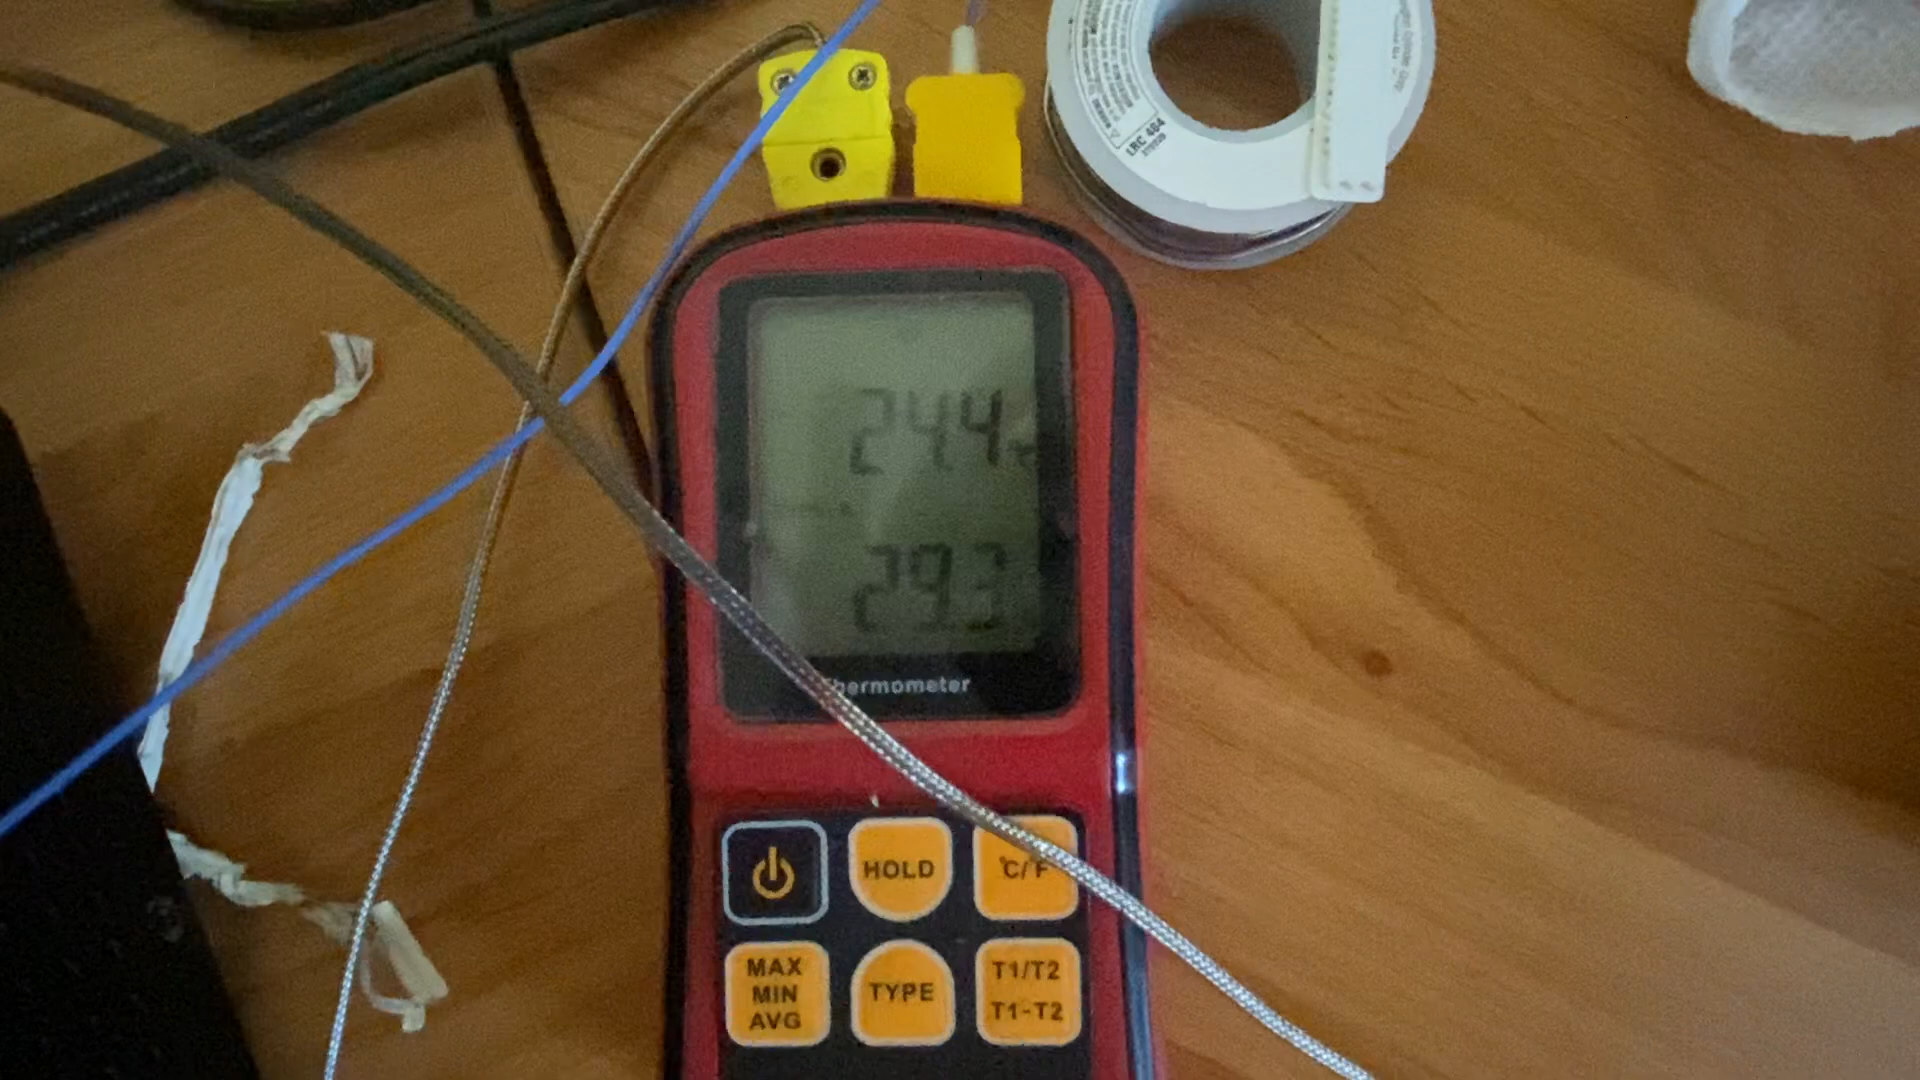 LRC 404
24.4
29.3
hermometer
HOLD
°C/°F
MAX
MIN
AVG
TYPE
T1/T2
T1-T2